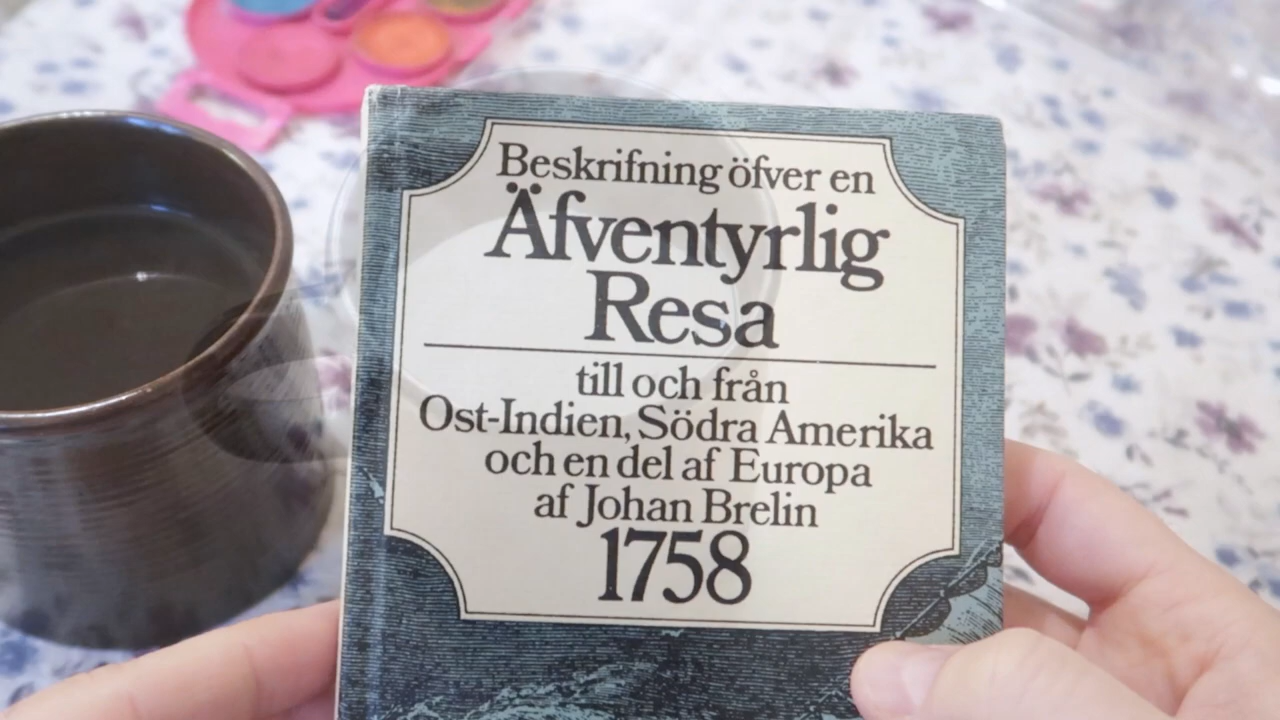 Beskrifning öfver en
Äfventyrlig
Resa
till och från
Ost-Indien, Södra Amerika
och en del af Europa
af Johan Brelin
1758